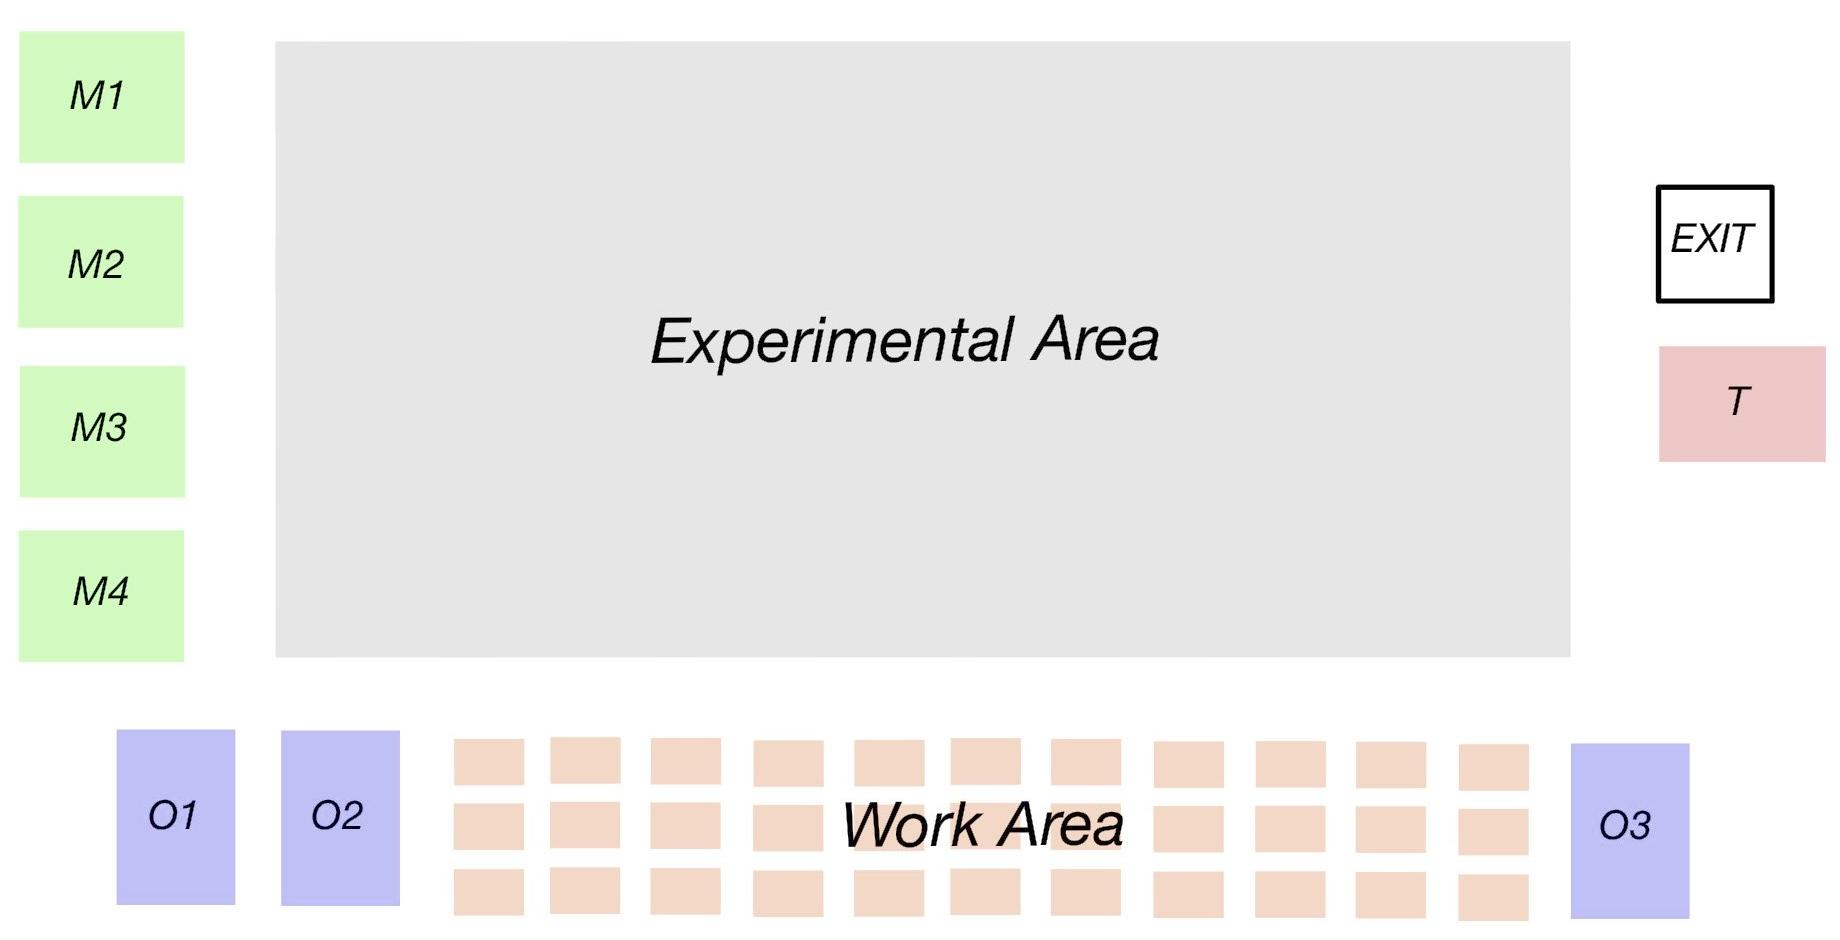 M1
M2
M3
M4
Experimental Area
EXIT
T
O1
O2
Work Area
O3